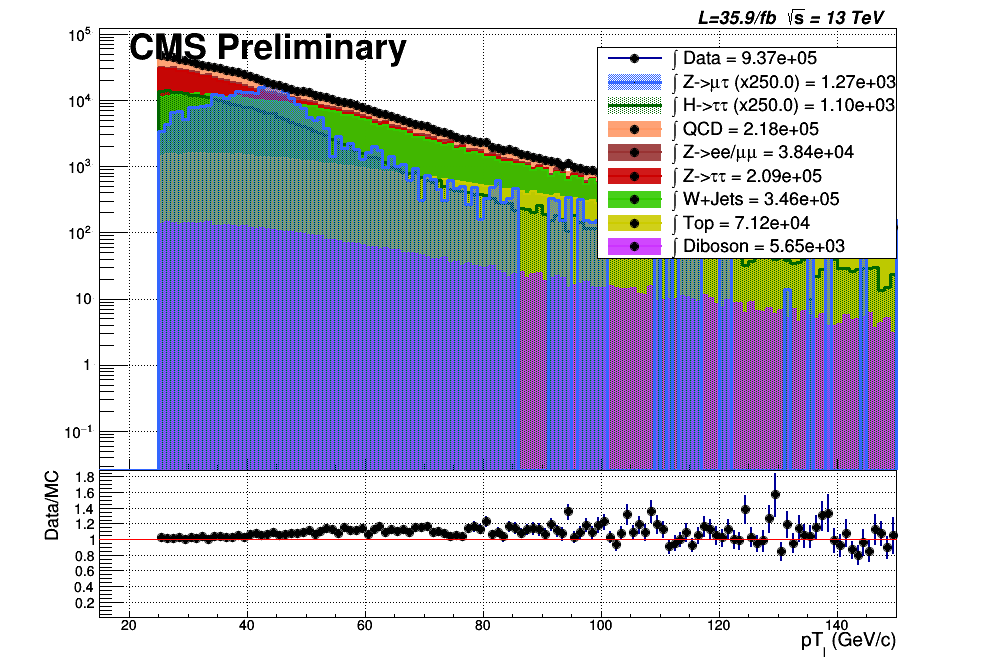 L=35.9/fb √s = 13 TeV
CMS Preliminary
∫ Data = 9.37e+05
∫ Z->μτ (x250.0) = 1.27e+03
∫ H->ττ (x250.0) = 1.10e+03
∫ QCD = 2.18e+05
∫ Z->ee/μμ = 3.84e+04
∫ Z->ττ = 2.09e+05
∫ W+Jets = 3.46e+05
∫ Top = 7.12e+04
∫ Diboson = 5.65e+03
10⁵
10⁴
10³
10²
10
1
10⁻¹
Data/MC
1.8
1.6
1.4
1.2
1
0.8
0.6
0.4
0.2
20 40 60 80 100 120 140
pT_l (GeV/c)